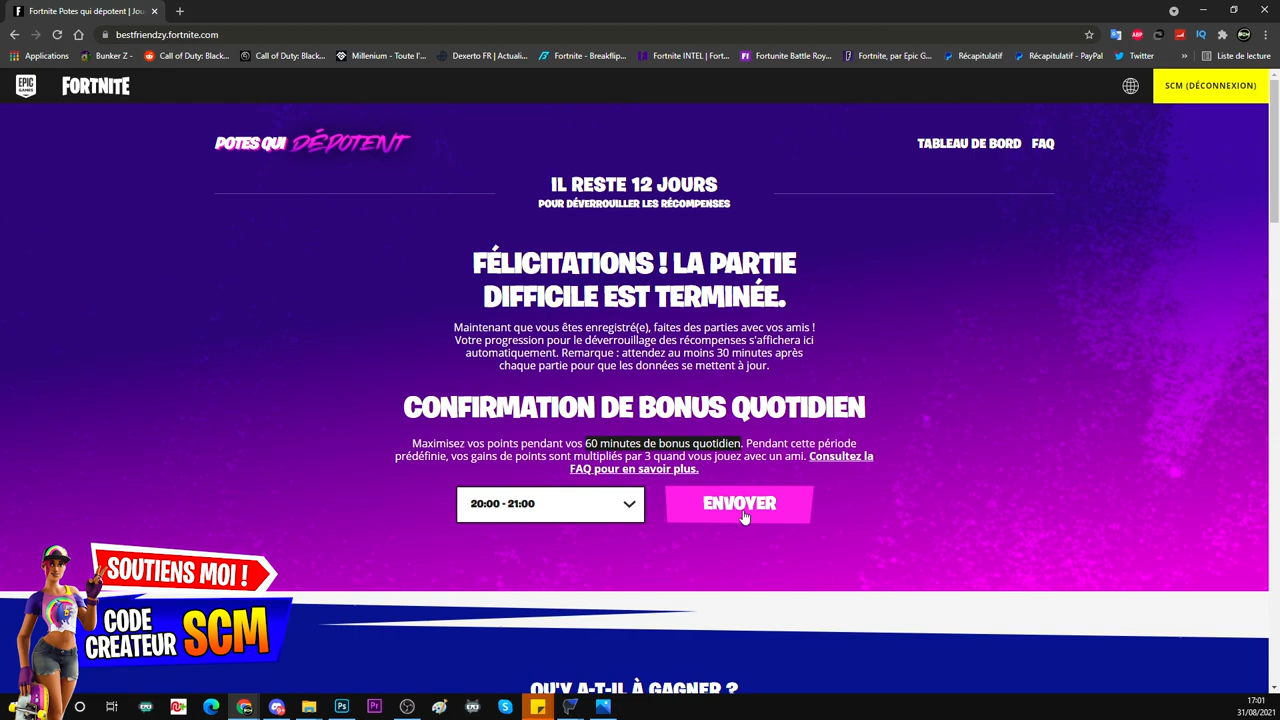 Fortnite Potes qui dépotent | Jou
bestfriendzy.fortnite.com
Applications
Bunker Z -
Call of Duty: Black...
Call of Duty: Black...
Millenium - Toute l'...
Dexerto FR | Actuali...
Fortnite - Breakflip...
Fortnite INTEL | Fort...
Fortunite Battle Roy...
Fortnite, par Epic G...
Récapitulatif
Récapitulatif - PayPal
Twitter
»
Liste de lecture
EPIC GAMES
FORTNITE
SCM (DÉCONNEXION)
POTES QUI DÉPOTENT
TABLEAU DE BORD
FAQ
IL RESTE 12 JOURS
POUR DÉVERROUILLER LES RÉCOMPENSES
FÉLICITATIONS ! LA PARTIE
DIFFICILE EST TERMINÉE.
Maintenant que vous êtes enregistré(e), faites des parties avec vos amis !
Votre progression pour le déverrouillage des récompenses s'affichera ici
automatiquement. Remarque : attendez au moins 30 minutes après
chaque partie pour que les données se mettent à jour.
CONFIRMATION DE BONUS QUOTIDIEN
Maximisez vos points pendant vos 60 minutes de bonus quotidien. Pendant cette période
prédéfinie, vos gains de points sont multipliés par 3 quand vous jouez avec un ami. Consultez la
FAQ pour en savoir plus.
20:00 - 21:00
ENVOYER
SOUTIENS MOI !
CODE
CREATEUR SCM
QU'Y A-T-IL À GAGNER ?
17:01
31/08/2021